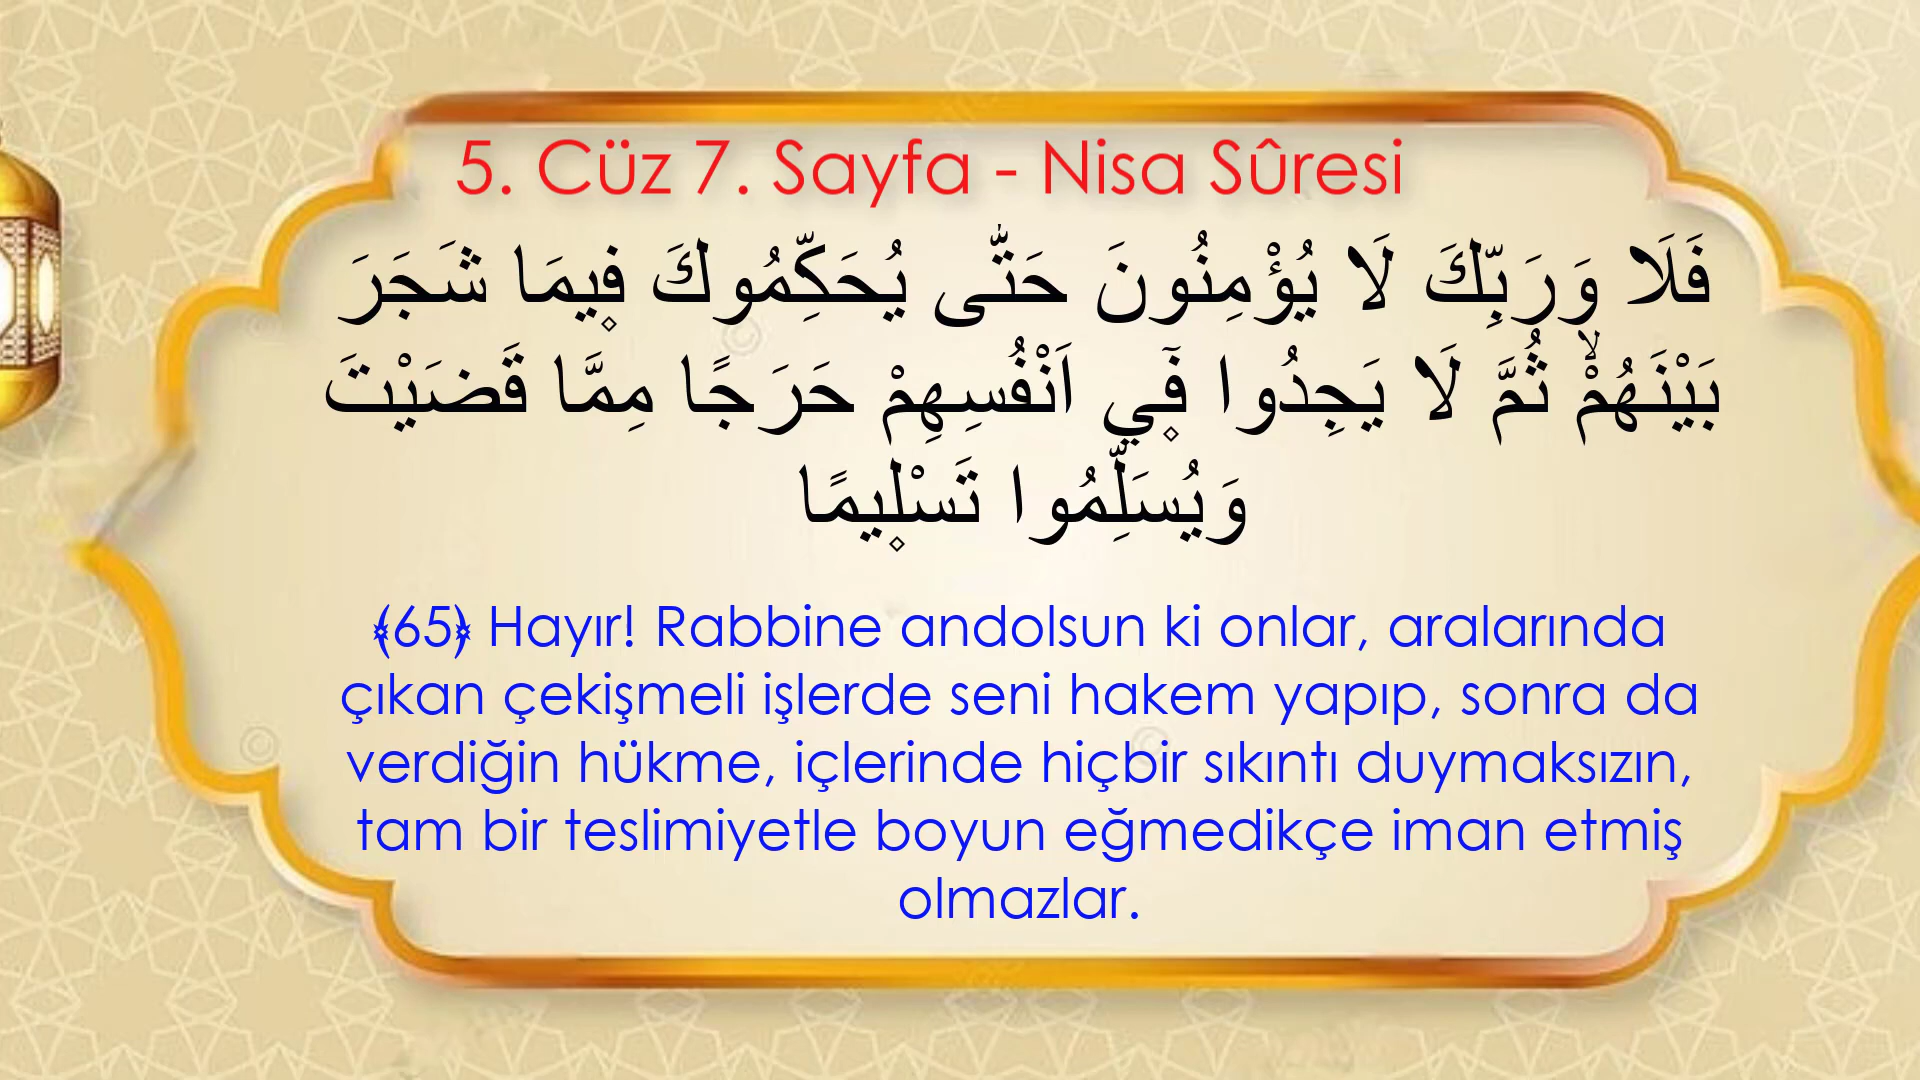 5. Cüz 7. Sayfa - Nisa Sûresi
فَلَا وَرَبِّكَ لَا يُؤْمِنُونَ حَتّٰى يُحَكِّمُوكَ ف۪يمَا شَجَرَ
بَيْنَهُمْۙ ثُمَّ لَا يَجِدُوا ف۪ٓي اَنْفُسِهِمْ حَرَجًا مِمَّا قَضَيْتَ
وَيُسَلِّمُوا تَسْل۪يمًا
﴾65﴿ Hayır! Rabbine andolsun ki onlar, aralarında
çıkan çekişmeli işlerde seni hakem yapıp, sonra da
verdiğin hükme, içlerinde hiçbir sıkıntı duymaksızın,
tam bir teslimiyetle boyun eğmedikçe iman etmiş
olmazlar.